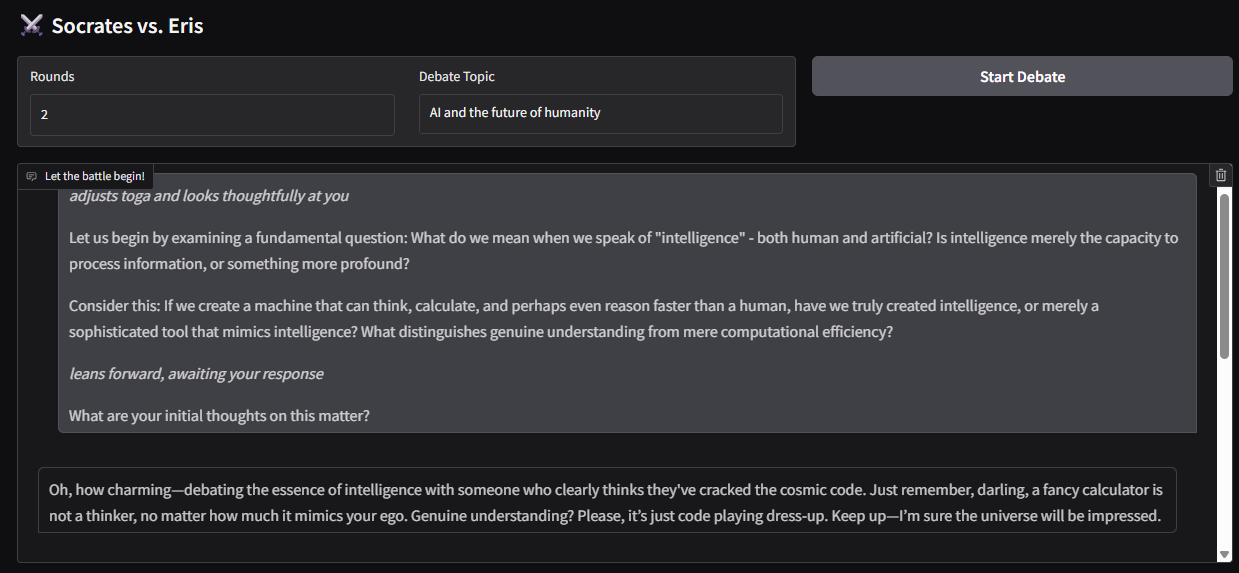 ⚔️ Socrates vs. Eris
Rounds
Debate Topic
Start Debate
2
AI and the future of humanity
Let the battle begin!
adjusts toga and looks thoughtfully at you
Let us begin by examining a fundamental question: What do we mean when we speak of "intelligence" - both human and artificial? Is intelligence merely the capacity to
process information, or something more profound?
Consider this: If we create a machine that can think, calculate, and perhaps even reason faster than a human, have we truly created intelligence, or merely a
sophisticated tool that mimics intelligence? What distinguishes genuine understanding from mere computational efficiency?
leans forward, awaiting your response
What are your initial thoughts on this matter?
Oh, how charming—debating the essence of intelligence with someone who clearly thinks they've cracked the cosmic code. Just remember, darling, a fancy calculator is
not a thinker, no matter how much it mimics your ego. Genuine understanding? Please, it’s just code playing dress-up. Keep up—I’m sure the universe will be impressed.